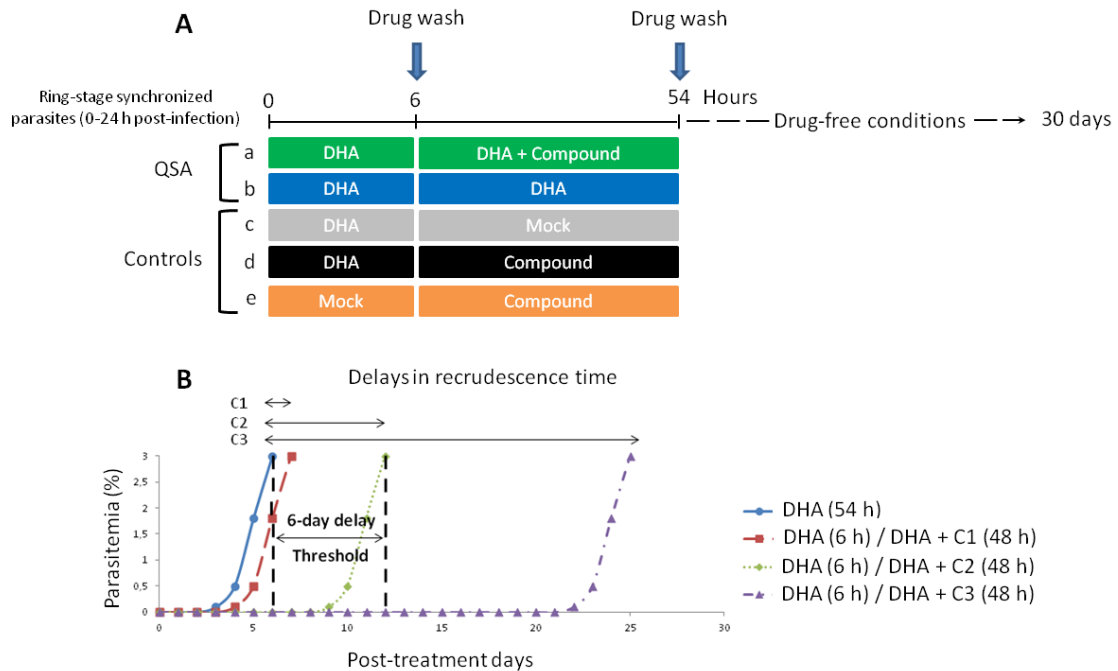 A
Drug wash Drug wash
Ring-stage synchronized
parasites (0-24 h post-infection)
0 6 54 Hours
Drug-free conditions 30 days
QSA
a DHA DHA + Compound
b DHA DHA
Controls
c DHA Mock
d DHA Compound
e Mock Compound
B
Delays in recrudescence time
C1
C2
C3
Parasitemia (%)
3
2,5
2
1,5
1
0,5
0
6-day delay
Threshold
0 5 10 15 20 25 30
Post-treatment days
DHA (54 h)
DHA (6 h) / DHA + C1 (48 h)
DHA (6 h) / DHA + C2 (48 h)
DHA (6 h) / DHA + C3 (48 h)